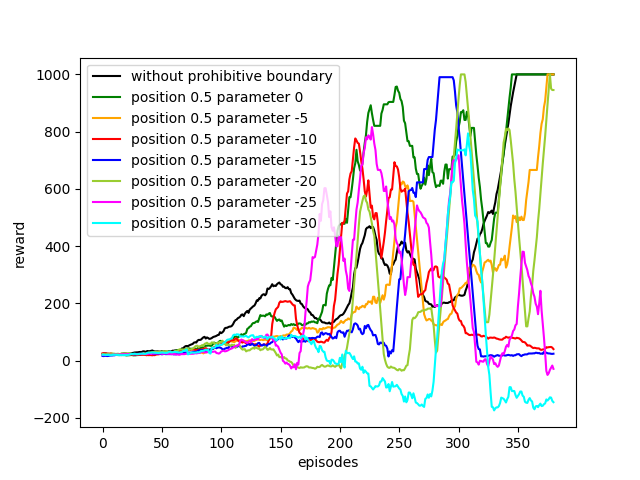 1000
800
600
400
200
0
−200
reward
without prohibitive boundary
position 0.5 parameter 0
position 0.5 parameter -5
position 0.5 parameter -10
position 0.5 parameter -15
position 0.5 parameter -20
position 0.5 parameter -25
position 0.5 parameter -30
0 50 100 150 200 250 300 350
episodes